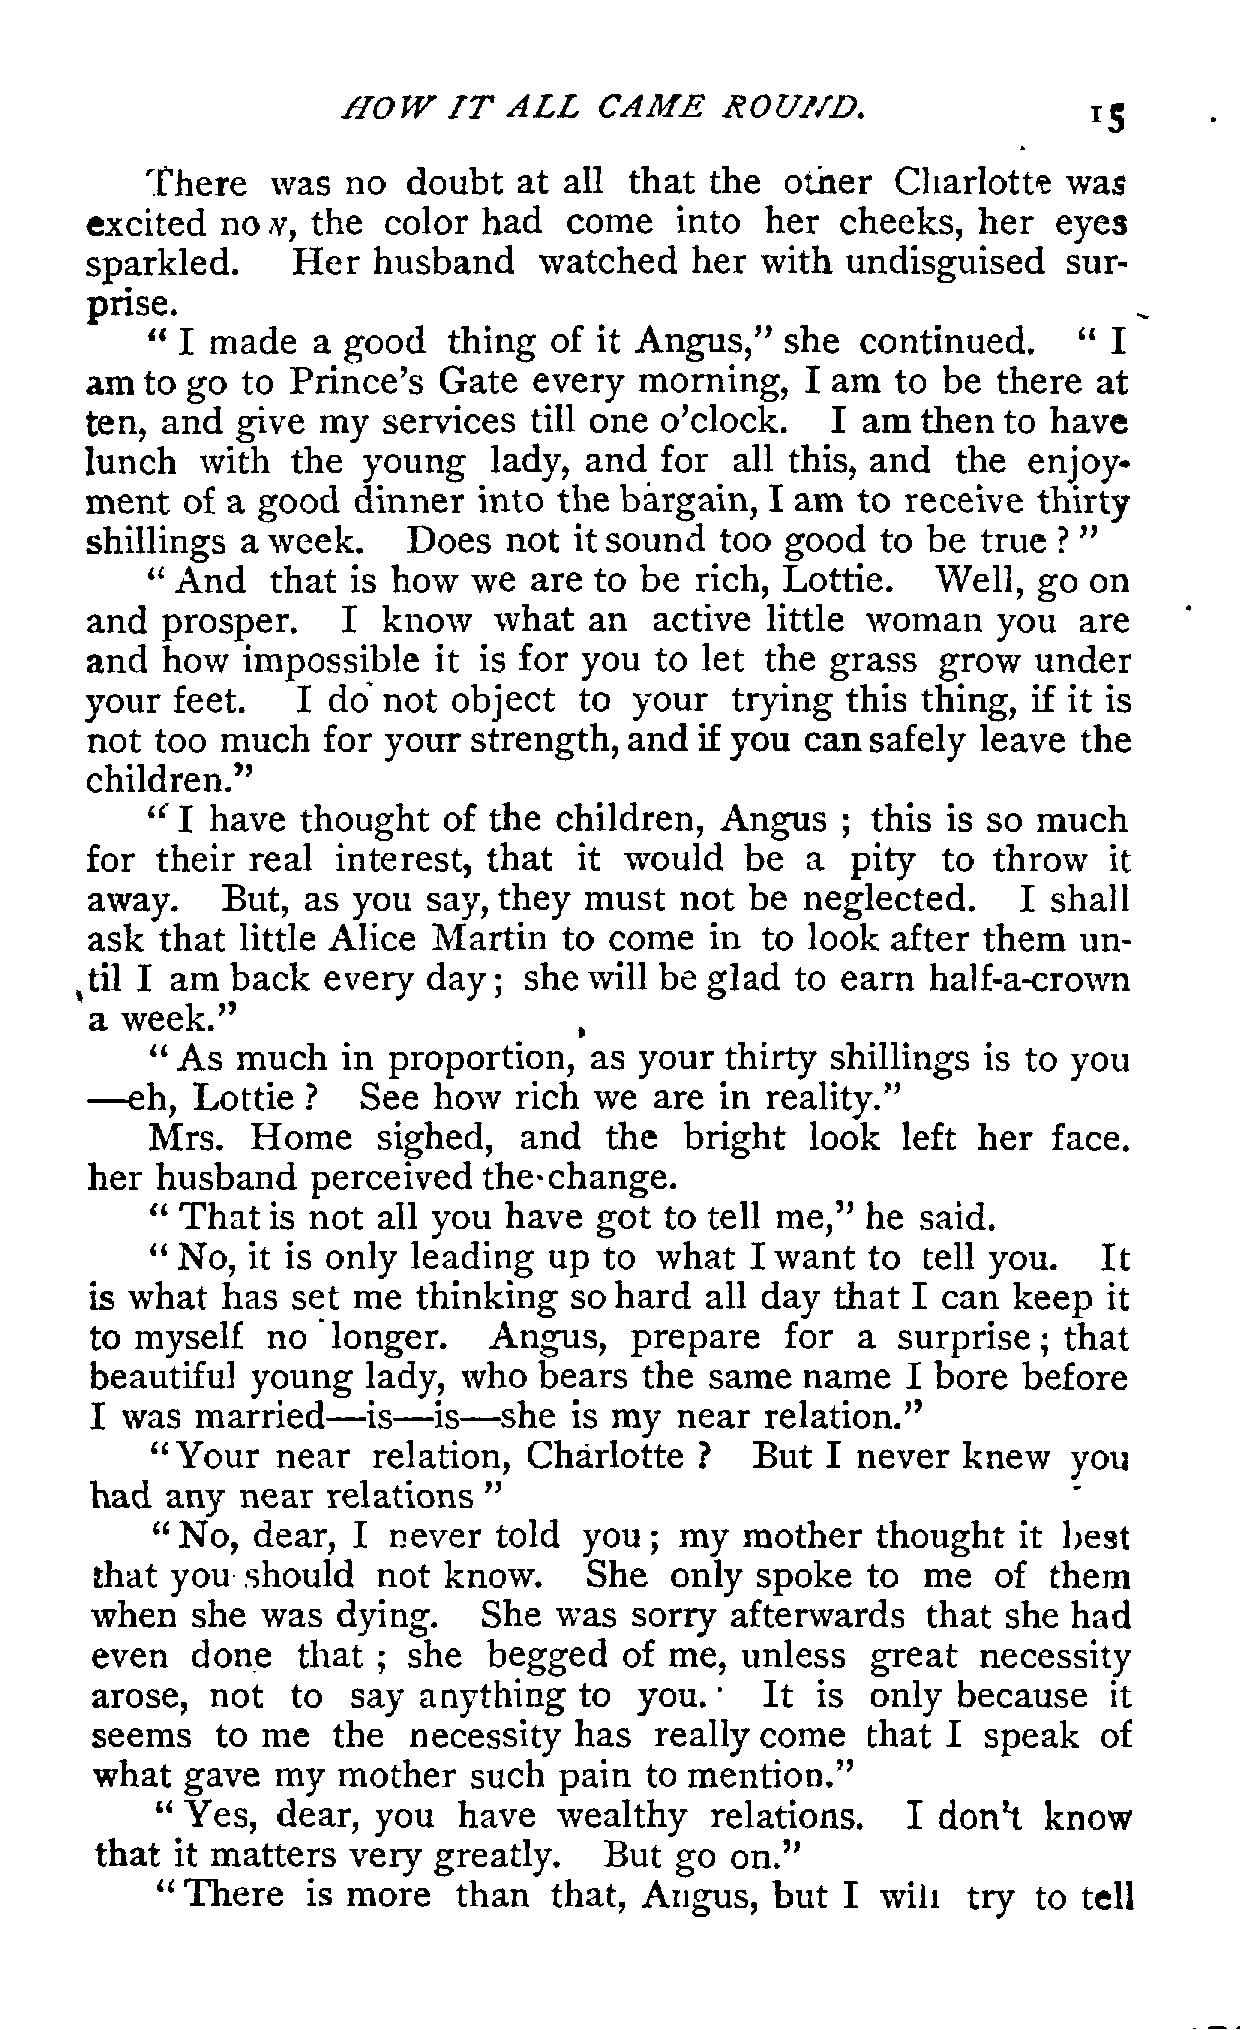 HOW IT ALL CAME ROUND. 15
There was no doubt at all that the other Charlotte was
excited now, the color had come into her cheeks, her eyes
sparkled. Her husband watched her with undisguised sur-
prise.
" I made a good thing of it Angus," she continued. " I
am to go to Prince's Gate every morning, I am to be there at
ten, and give my services till one o'clock. I am then to have
lunch with the young lady, and for all this, and the enjoy-
ment of a good dinner into the bargain, I am to receive thirty
shillings a week. Does not it sound too good to be true ? "
" And that is how we are to be rich, Lottie. Well, go on
and prosper. I know what an active little woman you are
and how impossible it is for you to let the grass grow under
your feet. I do not object to your trying this thing, if it is
not too much for your strength, and if you can safely leave the
children."
" I have thought of the children, Angus ; this is so much
for their real interest, that it would be a pity to throw it
away. But, as you say, they must not be neglected. I shall
ask that little Alice Martin to come in to look after them un-
til I am back every day ; she will be glad to earn half-a-crown
a week."
" As much in proportion, as your thirty shillings is to you
—eh, Lottie ? See how rich we are in reality."
Mrs. Home sighed, and the bright look left her face.
her husband perceived the change.
" That is not all you have got to tell me," he said.
" No, it is only leading up to what I want to tell you. It
is what has set me thinking so hard all day that I can keep it
to myself no longer. Angus, prepare for a surprise ; that
beautiful young lady, who bears the same name I bore before
I was married—is—is—she is my near relation."
" Your near relation, Charlotte ? But I never knew you
had any near relations "
" No, dear, I never told you ; my mother thought it best
that you should not know. She only spoke to me of them
when she was dying. She was sorry afterwards that she had
even done that ; she begged of me, unless great necessity
arose, not to say anything to you. It is only because it
seems to me the necessity has really come that I speak of
what gave my mother such pain to mention."
" Yes, dear, you have wealthy relations. I don't know
that it matters very greatly. But go on."
" There is more than that, Angus, but I will try to tell